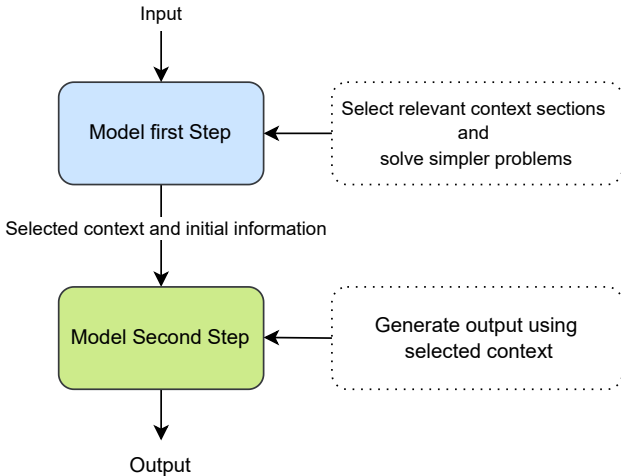 Input
Model first Step
Select relevant context sections
and
solve simpler problems
Selected context and initial information
Model Second Step
Generate output using
selected context
Output